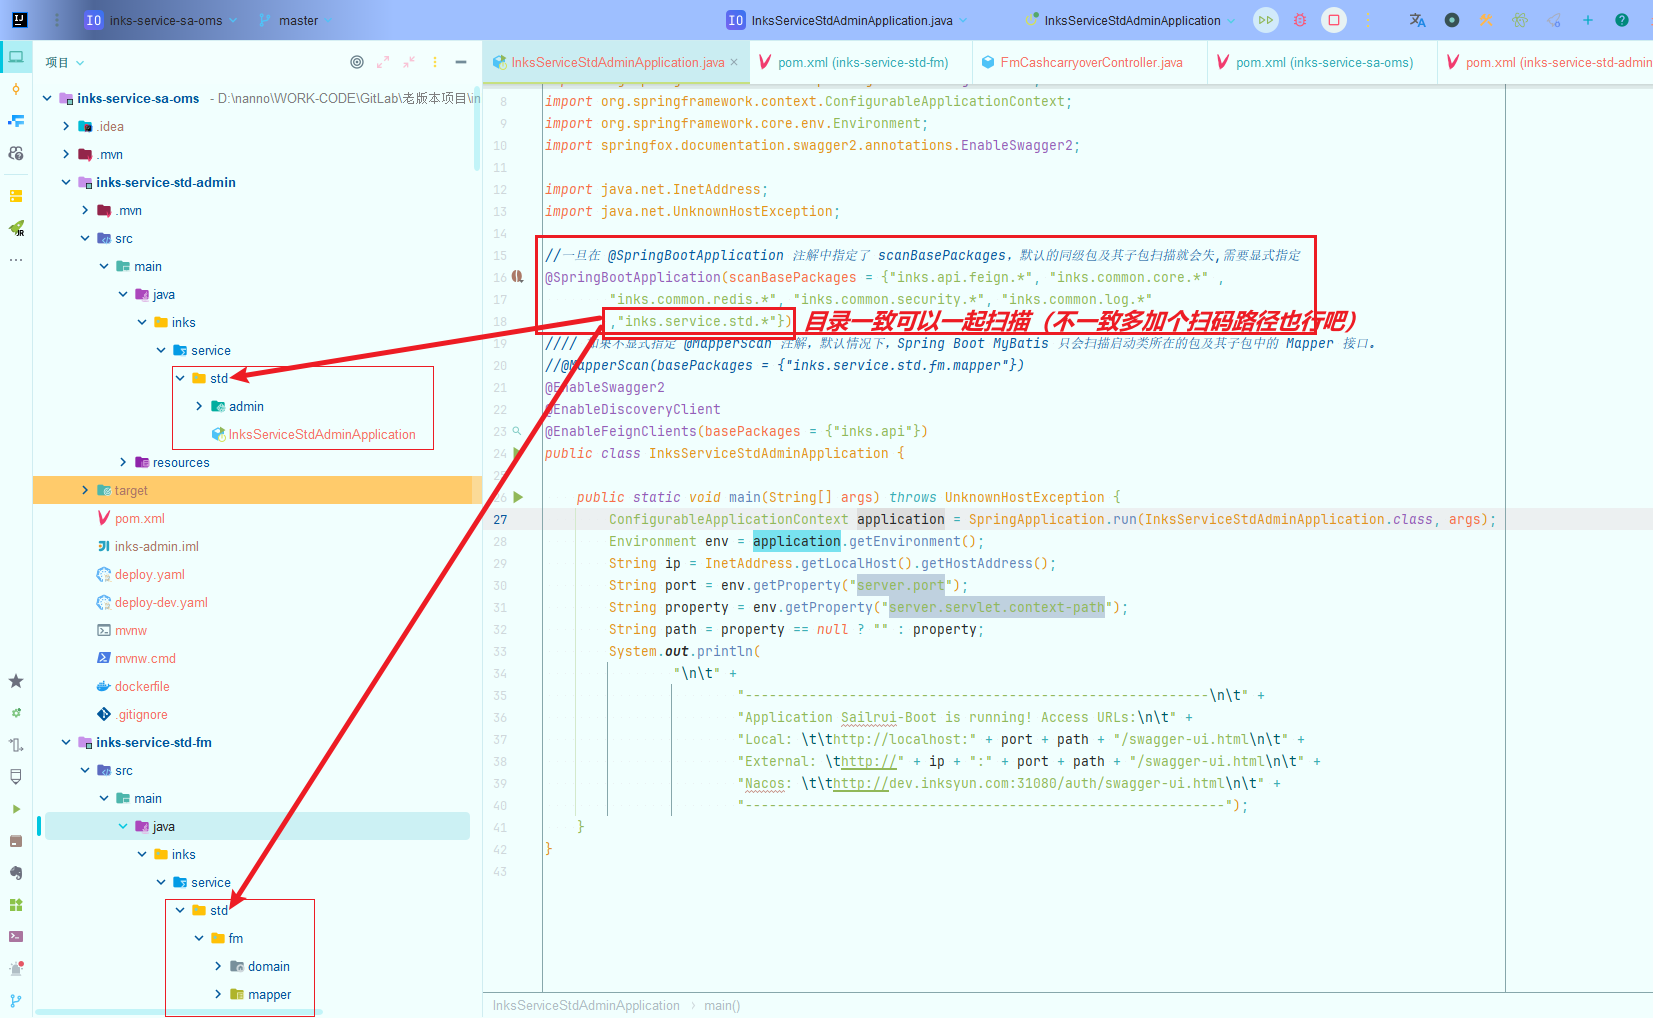 IO inks-service-sa-oms master IO InksServiceStdAdminApplication.java InksServiceStdAdminApplication
项目
InksServiceStdAdminApplication.java × pom.xml (inks-service-std-fm) FmCashcarryoverController.java pom.xml (inks-service-sa-oms) pom.xml (inks-service-std-admin
inks-service-sa-oms - D:\nanno\WORK-CODE\GitLab\老版本项目\in
.idea
.mvn
inks-service-std-admin
.mvn
src
main
java
inks
service
std
admin
InksServiceStdAdminApplication
resources
target
pom.xml
inks-admin.iml
deploy.yaml
deploy-dev.yaml
mvnw
mvnw.cmd
dockerfile
.gitignore
inks-service-std-fm
src
main
java
inks
service
std
fm
domain
mapper
8 import org.springframework.context.ConfigurableApplicationContext;
9 import org.springframework.core.env.Environment;
10 import springfox.documentation.swagger2.annotations.EnableSwagger2;
11
12 import java.net.InetAddress;
13 import java.net.UnknownHostException;
14
15 //一旦在 @SpringBootApplication 注解中指定了 scanBasePackages，默认的同级包及其子包扫描就会失,需要显式指定
16 @SpringBootApplication(scanBasePackages = {"inks.api.feign.*", "inks.common.core.*" ,
17 "inks.common.redis.*", "inks.common.security.*", "inks.common.log.*"
18 ,"inks.service.std.*"}) 目录一致可以一起扫描（不一致多加个扫码路径也行吧）
19 //// 如果不显式指定 @MapperScan 注解，默认情况下，Spring Boot MyBatis 只会扫描启动类所在的包及其子包中的 Mapper 接口。
20 //@MapperScan(basePackages = {"inks.service.std.fm.mapper"})
21 @EnableSwagger2
22 @EnableDiscoveryClient
23 @EnableFeignClients(basePackages = {"inks.api"})
24 public class InksServiceStdAdminApplication {
25
26 public static void main(String[] args) throws UnknownHostException {
27 ConfigurableApplicationContext application = SpringApplication.run(InksServiceStdAdminApplication.class, args);
28 Environment env = application.getEnvironment();
29 String ip = InetAddress.getLocalHost().getHostAddress();
30 String port = env.getProperty("server.port");
31 String property = env.getProperty("server.servlet.context-path");
32 String path = property == null ? "" : property;
33 System.out.println(
34 "\n\t" +
35 "----------------------------------------------------------\n\t" +
36 "Application Sailrui-Boot is running! Access URLs:\n\t" +
37 "Local: \t\thttp://localhost:" + port + path + "/swagger-ui.html\n\t" +
38 "External: \thttp://" + ip + ":" + port + path + "/swagger-ui.html\n\t" +
39 "Nacos: \t\thttp://dev.inksyun.com:31080/auth/swagger-ui.html\n\t" +
40 "------------------------------------------------------------");
41 }
42 }
43
InksServiceStdAdminApplication > main()